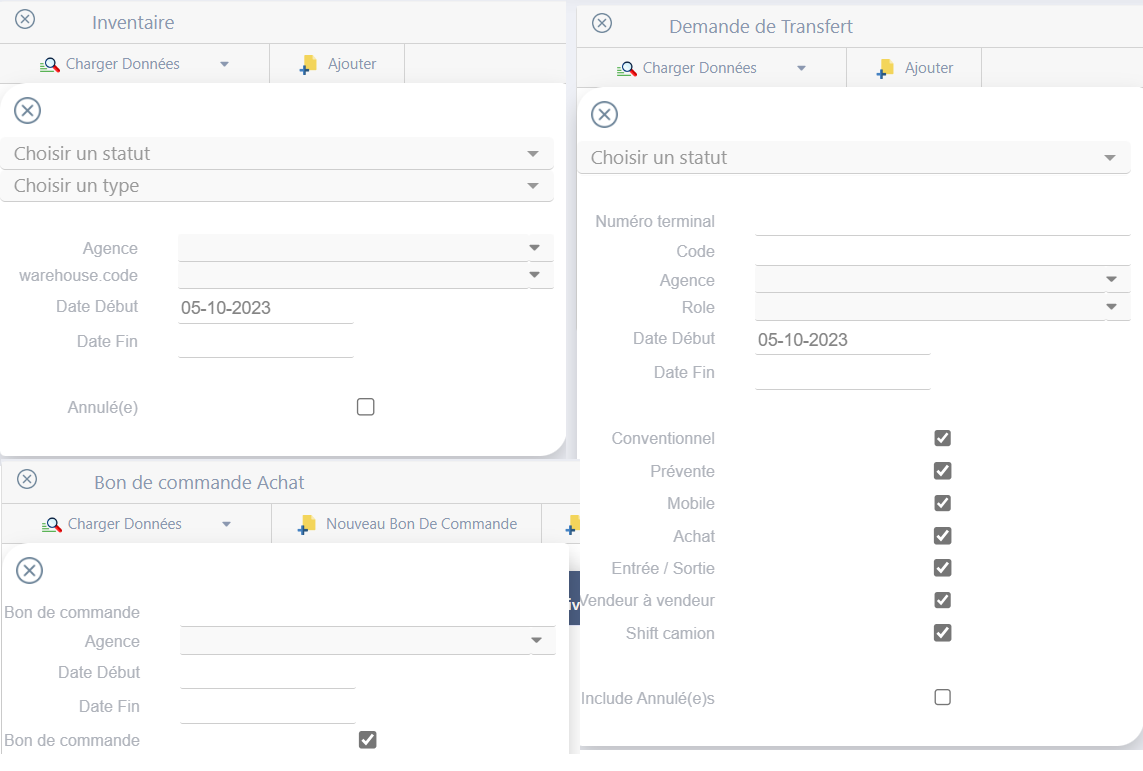 Inventaire
Charger Données
Ajouter
Choisir un statut
Choisir un type
Agence
warehouse.code
Date Début 05-10-2023
Date Fin
Annulé(e)
Demande de Transfert
Charger Données
Ajouter
Choisir un statut
Numéro terminal
Code
Agence
Role
Date Début 05-10-2023
Date Fin
Conventionnel
Prévente
Mobile
Achat
Entrée / Sortie
Vendeur à vendeur
Shift camion
Include Annulé(e)s
Bon de commande Achat
Charger Données
Nouveau Bon De Commande
Bon de commande
Agence
Date Début
Date Fin
Bon de commande